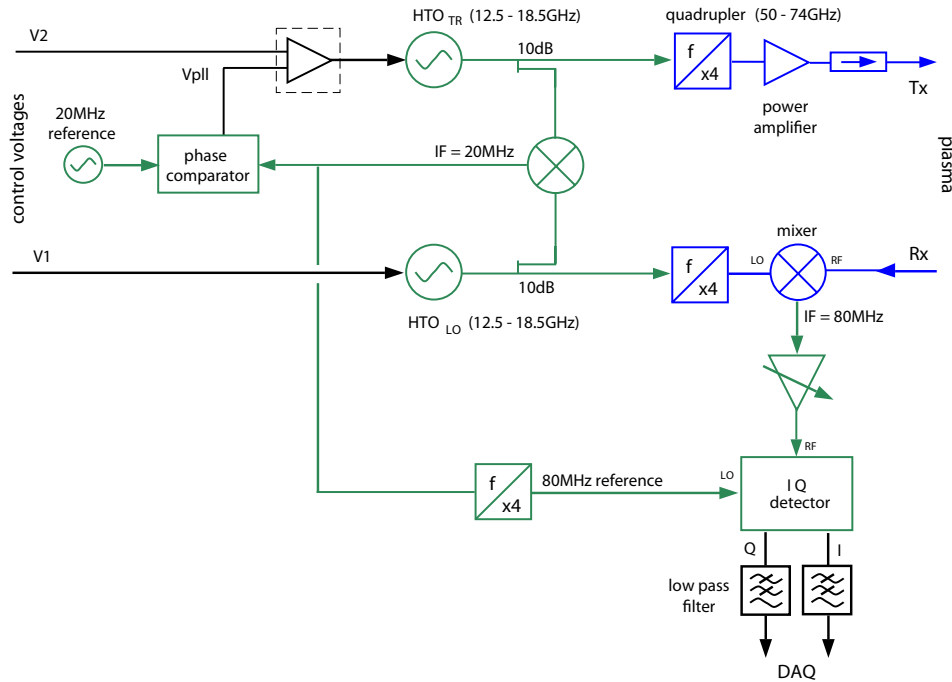 HTO TR (12.5 - 18.5GHz)
quadrupler (50 - 74GHz)
V2
10dB
f
x4
Vpll
Tx
power
amplifier
control voltages
20MHz
reference
phase
comparator
IF = 20MHz
plasma
V1
10dB
HTO LO (12.5 - 18.5GHz)
f
x4
mixer
LO
RF
Rx
IF = 80MHz
RF
f
x4
80MHz reference
LO
I Q
detector
Q
I
low pass
filter
DAQ